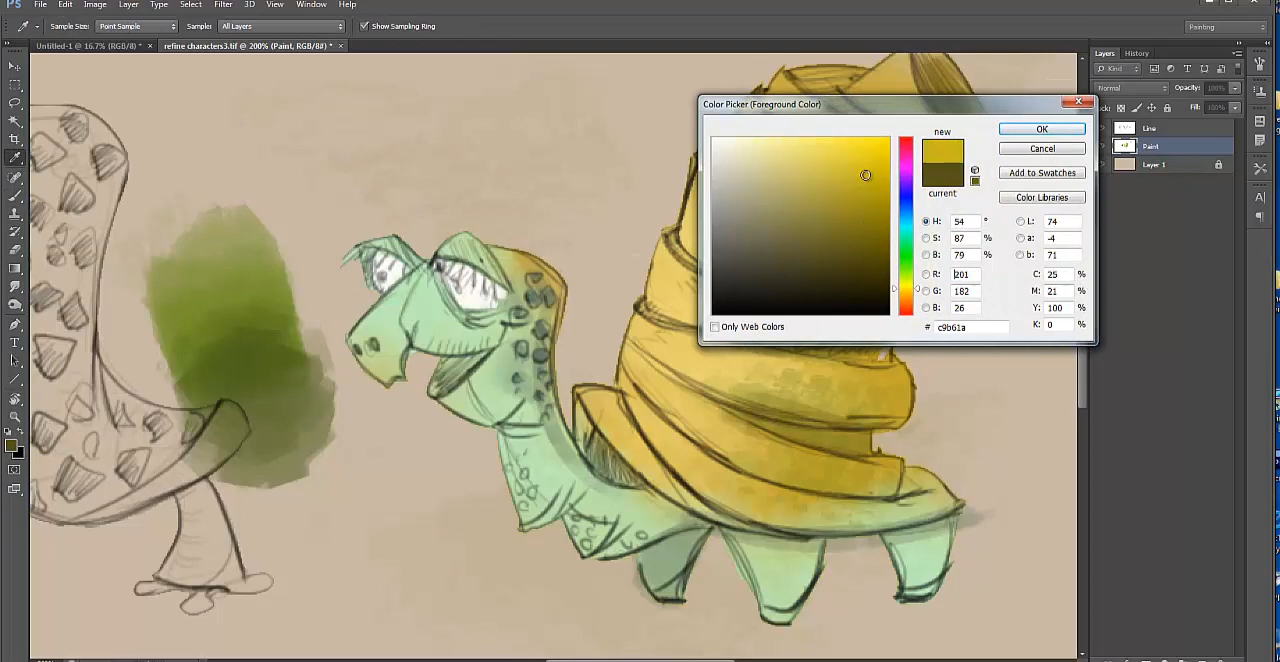 Ps File Edit Image Layer Type Select Filter 3D View Window Help
Sample Size: Point Sample Sample: All Layers Show Sampling Ring Painting
Untitled-1 @ 16.7% (RGB/8) * × refine characters3.tif @ 200% (Paint, RGB/8#) * ×
Layers History
Kind
Normal Opacity: 100%
Fill: 100%
Line
Paint
Layer 1
Color Picker (Foreground Color)
new
current
OK
Cancel
Add to Swatches
Color Libraries
H: 54 °
S: 87 %
B: 79 %
R: 201
G: 182
B: 26
L: 74
a: -4
b: 71
C: 25 %
M: 21 %
Y: 100 %
K: 0 %
# c9b61a
Only Web Colors